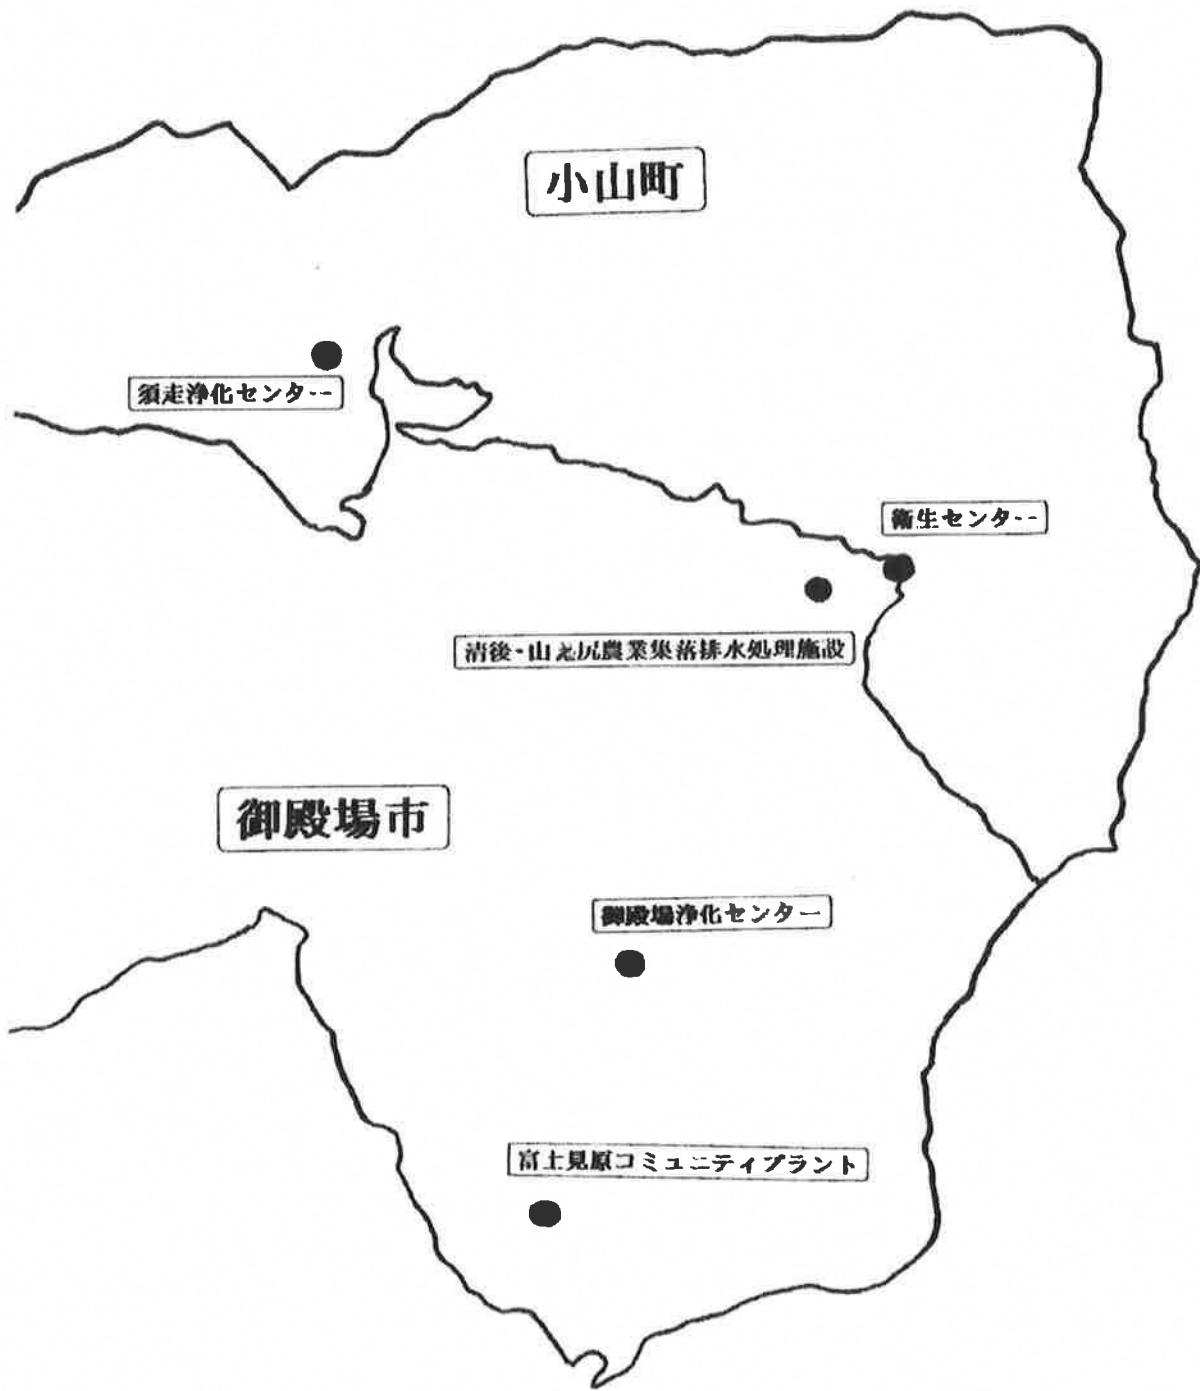 小山町
須走浄化センター
衛生センター
清後・山之尻農業集落排水処理施設
御殿場市
御殿場浄化センター
富士見原コミュニティプラント